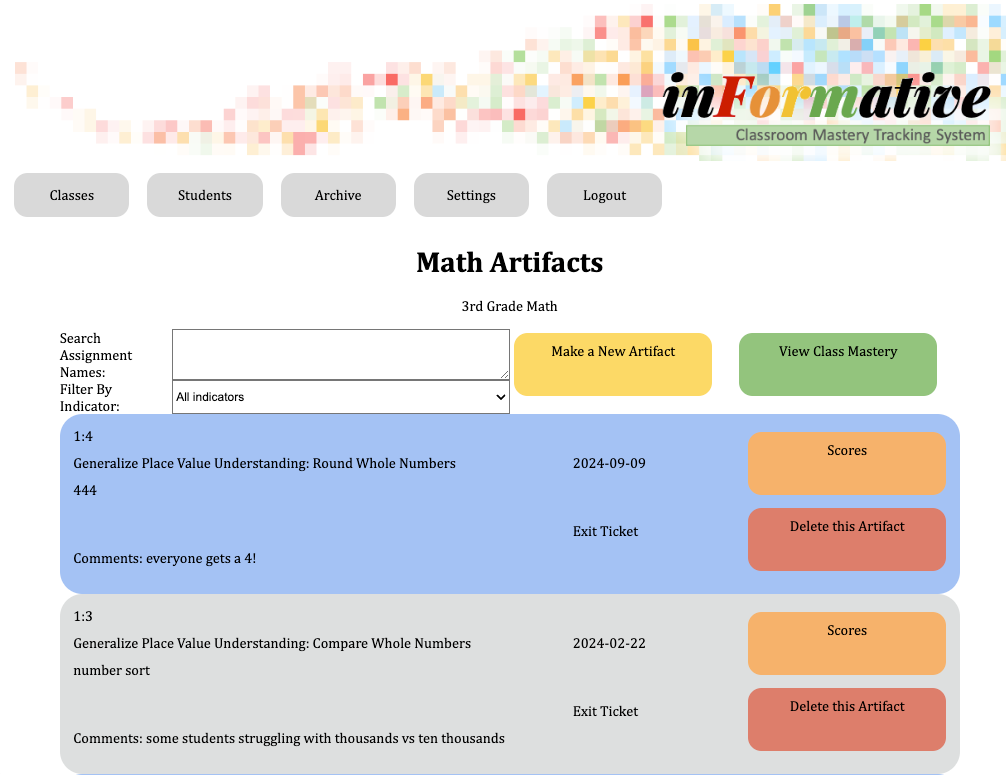 inFormative
Classroom Mastery Tracking System
Classes Students Archive Settings Logout
Math Artifacts
3rd Grade Math
Search
Assignment
Names:
Make a New Artifact View Class Mastery
Filter By
Indicator:
All indicators
1:4
Generalize Place Value Understanding: Round Whole Numbers 2024-09-09 Scores
444
Exit Ticket Delete this Artifact
Comments: everyone gets a 4!
1:3
Generalize Place Value Understanding: Compare Whole Numbers 2024-02-22 Scores
number sort
Exit Ticket Delete this Artifact
Comments: some students struggling with thousands vs ten thousands